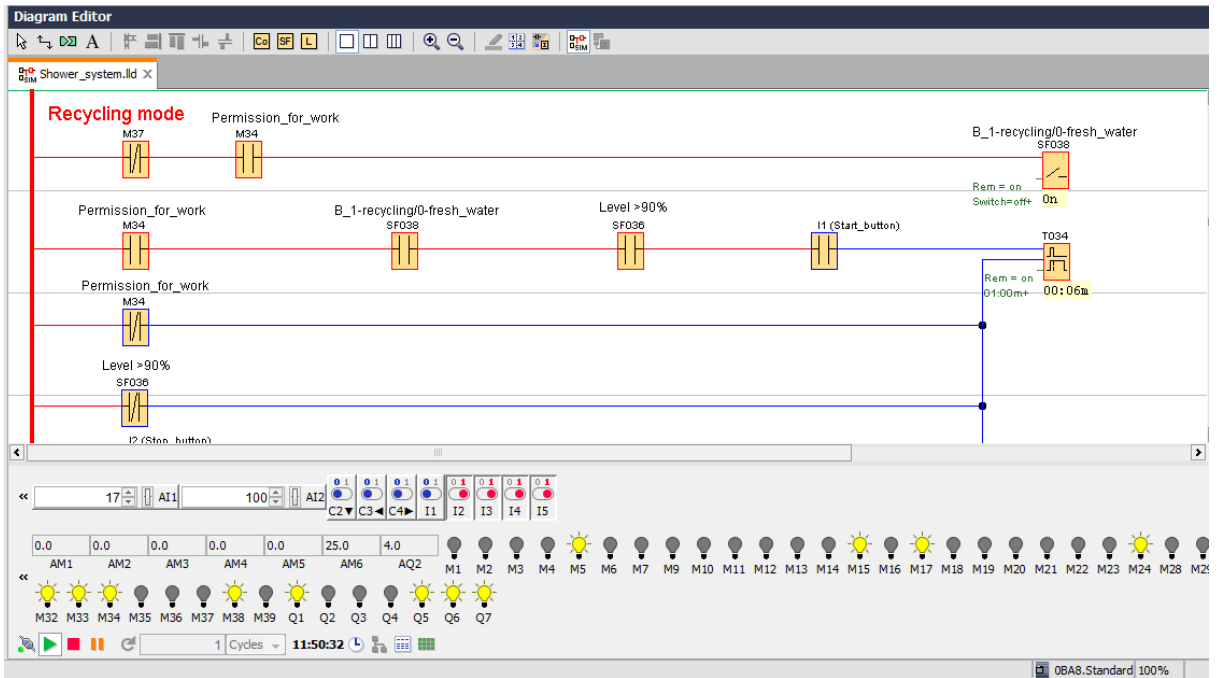 Diagram Editor
A Co SF L
Shower_system.lld
Recycling mode
Permission_for_work
M37 M34
B_1-recycling/0-fresh_water
SF038
Rem = on
Switch=off+ 0n
Permission_for_work B_1-recycling/0-fresh_water Level >90%
M34 SF038 SF036 I1 (Start_button)
T034
Rem = on
01:00m+ 00:06m
Permission_for_work
M34
Level >90%
SF036
I2 (Stop_button)
« 17 AI1 100 AI2 0 1 0 1 0 1 0 1 0 1 0 1 0 1 0 1
C2▼ C3◄ C4► I1 I2 I3 I4 I5
0.0 0.0 0.0 0.0 0.0 25.0 4.0
AM1 AM2 AM3 AM4 AM5 AM6 AQ2 M1 M2 M3 M4 M5 M6 M7 M9 M10 M11 M12 M13 M14 M15 M16 M17 M18 M19 M20 M21 M22 M23 M24 M28 M29
«
M32 M33 M34 M35 M36 M37 M38 M39 Q1 Q2 Q3 Q4 Q5 Q6 Q7
1 Cycles 11:50:32
0BA8.Standard 100%